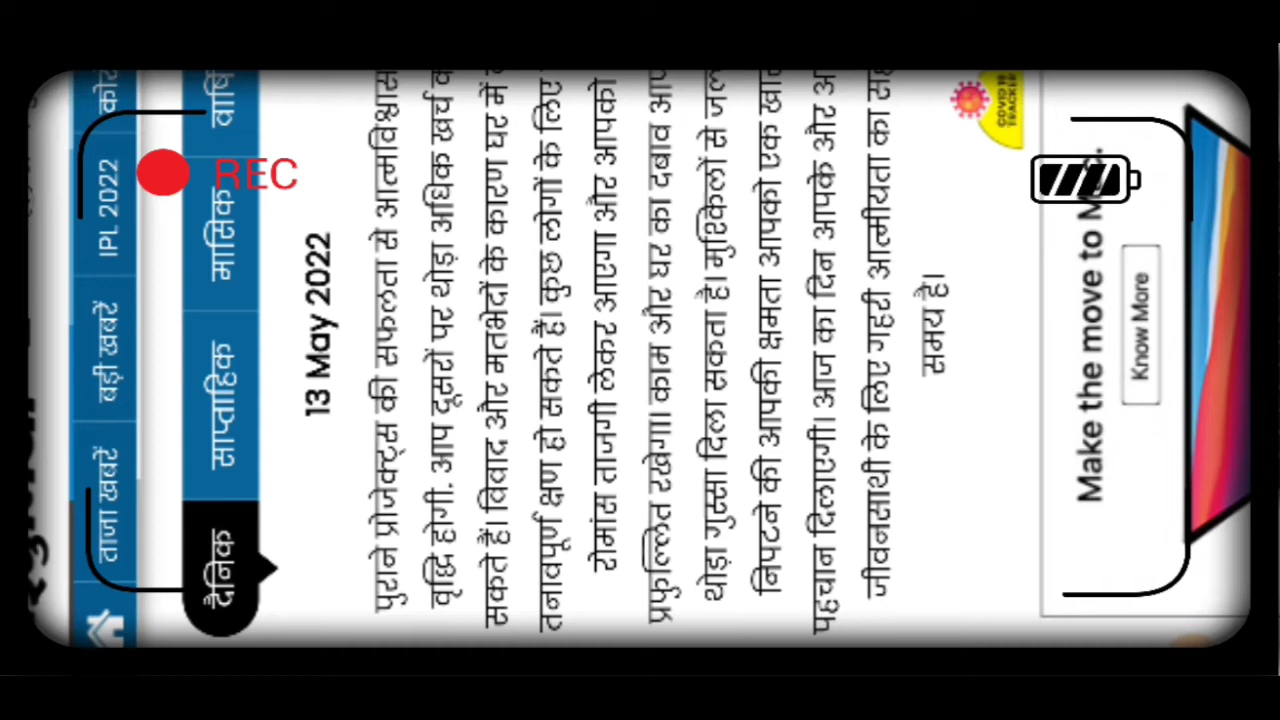 REC
ताजा खबरें
बड़ी खबरें
IPL 2022
दैनिक
साप्ताहिक
मासिक
13 May 2022
पुराने प्रोजेक्ट्स की सफलता से आत्मविश्वास
वृद्धि होगी. आप दूसरों पर थोड़ा अधिक खर्च
सकते हैं। विवाद और मतभेदों के कारण घर में
तनावपूर्ण क्षण हो सकते हैं। कुछ लोगों के लिए
रोमांस ताजगी लेकर आएगा और आपको
प्रफुल्लित रखेगा। काम और घर का दबाव
थोड़ा गुस्सा दिला सकता है। मुश्किलों से
निपटने की आपकी क्षमता आपको एक
पहचान दिलाएगी। आज का दिन आपके और
जीवनसाथी के लिए गहरी आत्मीयता का
समय है।
COVID 19
TRACKER
Make the move to
Know More